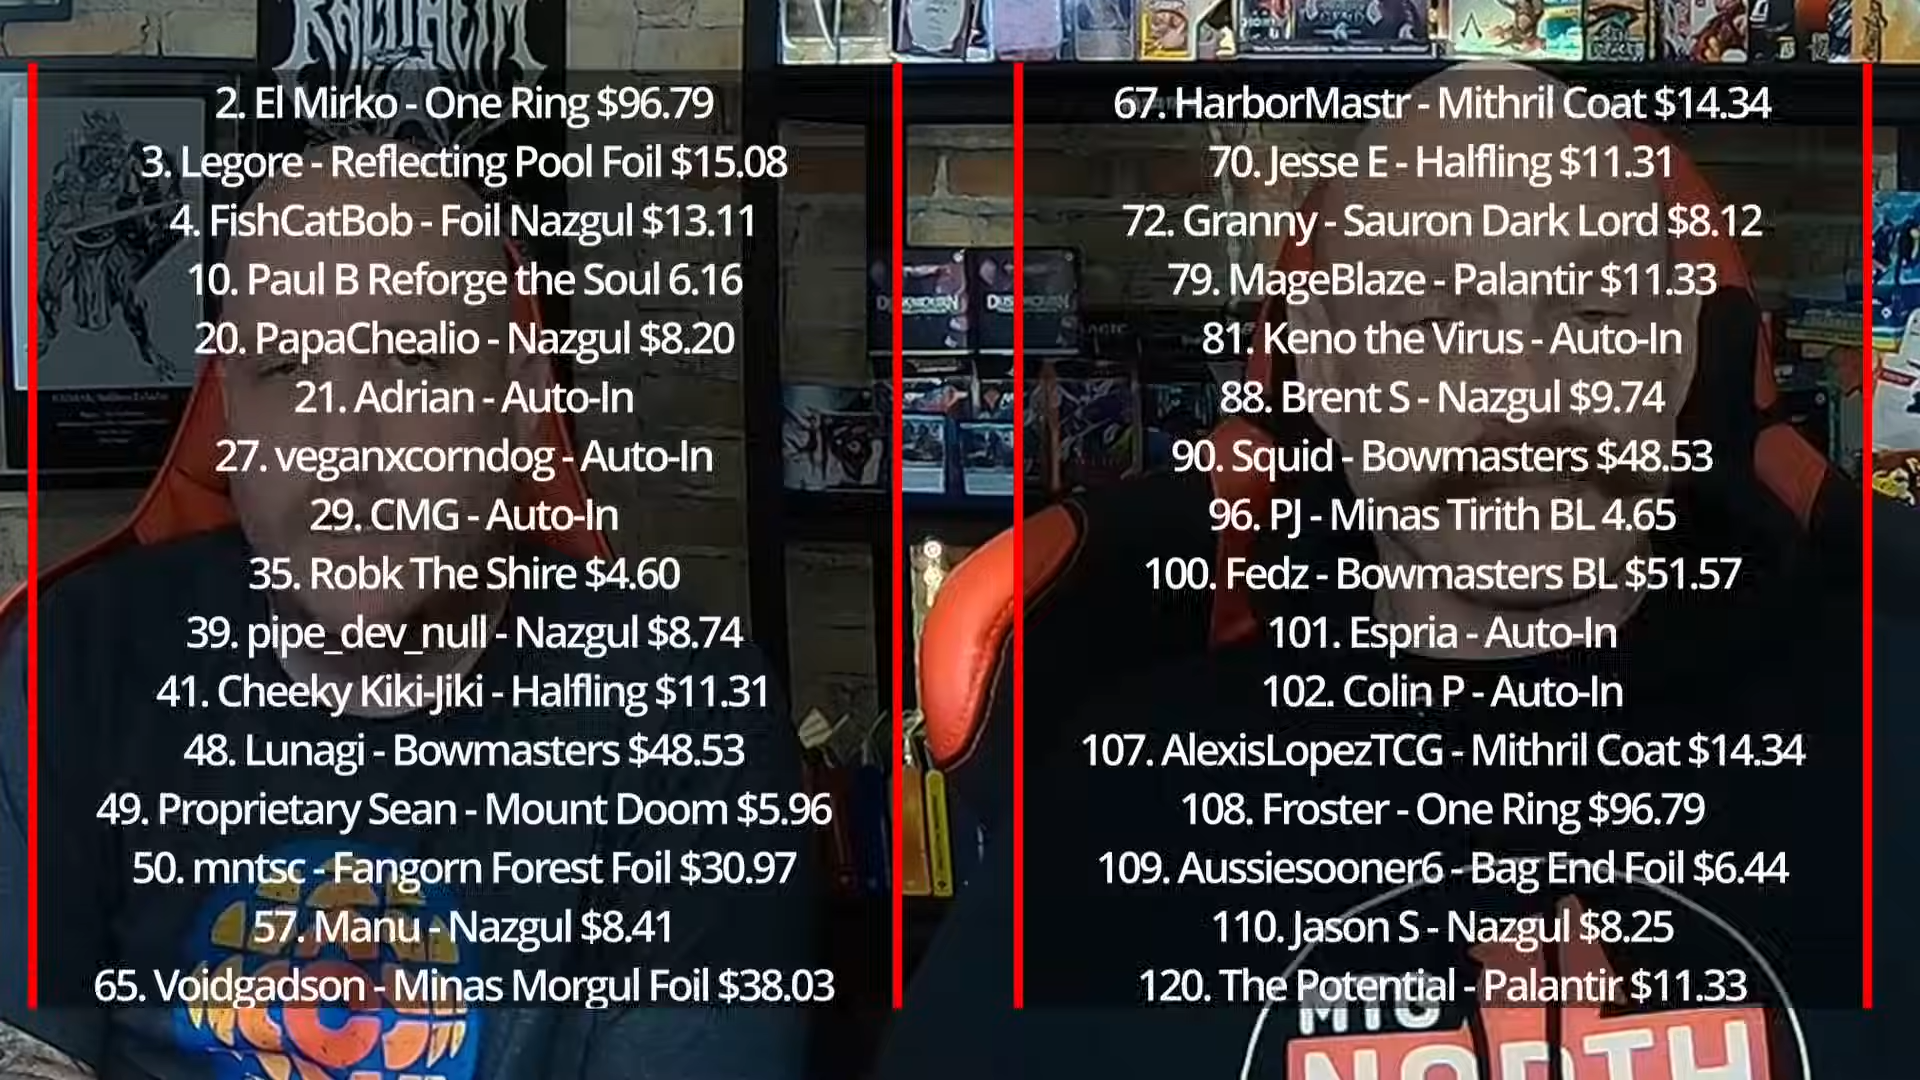 KALDHEIM
2. El Mirko - One Ring $96.79
3. Legore - Reflecting Pool Foil $15.08
4. FishCatBob - Foil Nazgul $13.11
10. Paul B Reforge the Soul 6.16
20. PapaChealio - Nazgul $8.20
21. Adrian - Auto-In
27. veganxcorndog - Auto-In
29. CMG - Auto-In
35. Robk The Shire $4.60
39. pipe_dev_null - Nazgul $8.74
41. Cheeky Kiki-Jiki - Halfling $11.31
48. Lunagi - Bowmasters $48.53
49. Proprietary Sean - Mount Doom $5.96
50. mntsc - Fangorn Forest Foil $30.97
57. Manu - Nazgul $8.41
65. Voidgadson - Minas Morgul Foil $38.03
67. HarborMastr - Mithril Coat $14.34
70. Jesse E - Halfling $11.31
72. Granny - Sauron Dark Lord $8.12
79. MageBlaze - Palantir $11.33
81. Keno the Virus - Auto-In
88. Brent S - Nazgul $9.74
90. Squid - Bowmasters $48.53
96. PJ - Minas Tirith BL 4.65
100. Fedz - Bowmasters BL $51.57
101. Espria - Auto-In
102. Colin P - Auto-In
107. AlexisLopezTCG - Mithril Coat $14.34
108. Froster - One Ring $96.79
109. Aussiesooner6 - Bag End Foil $6.44
110. Jason S - Nazgul $8.25
120. The Potential - Palantir $11.33
DUSKMOURN DUSKMOURN
MTG
NORTH